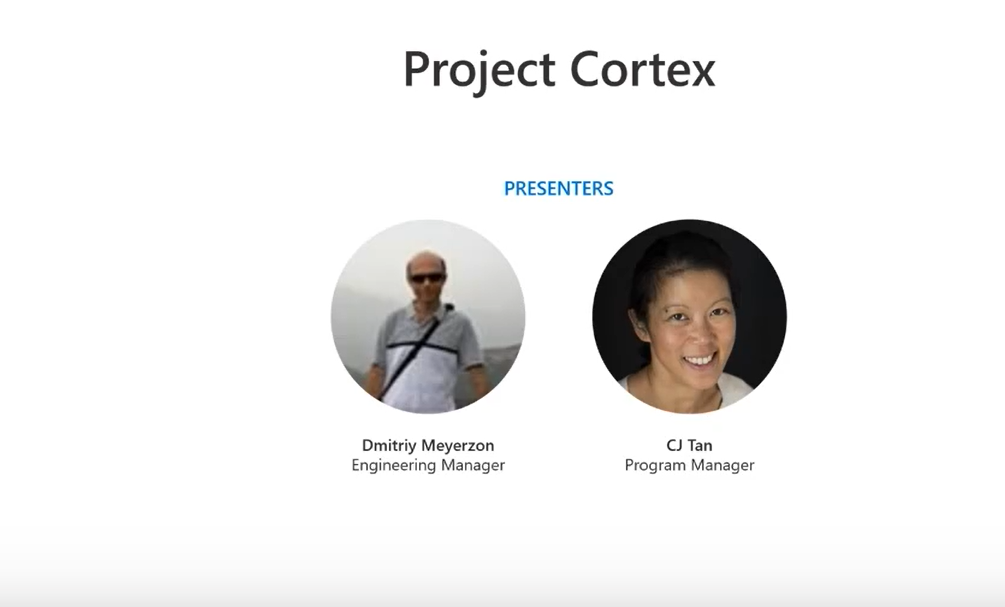 Project Cortex
PRESENTERS
Dmitriy Meyerzon
Engineering Manager
CJ Tan
Program Manager